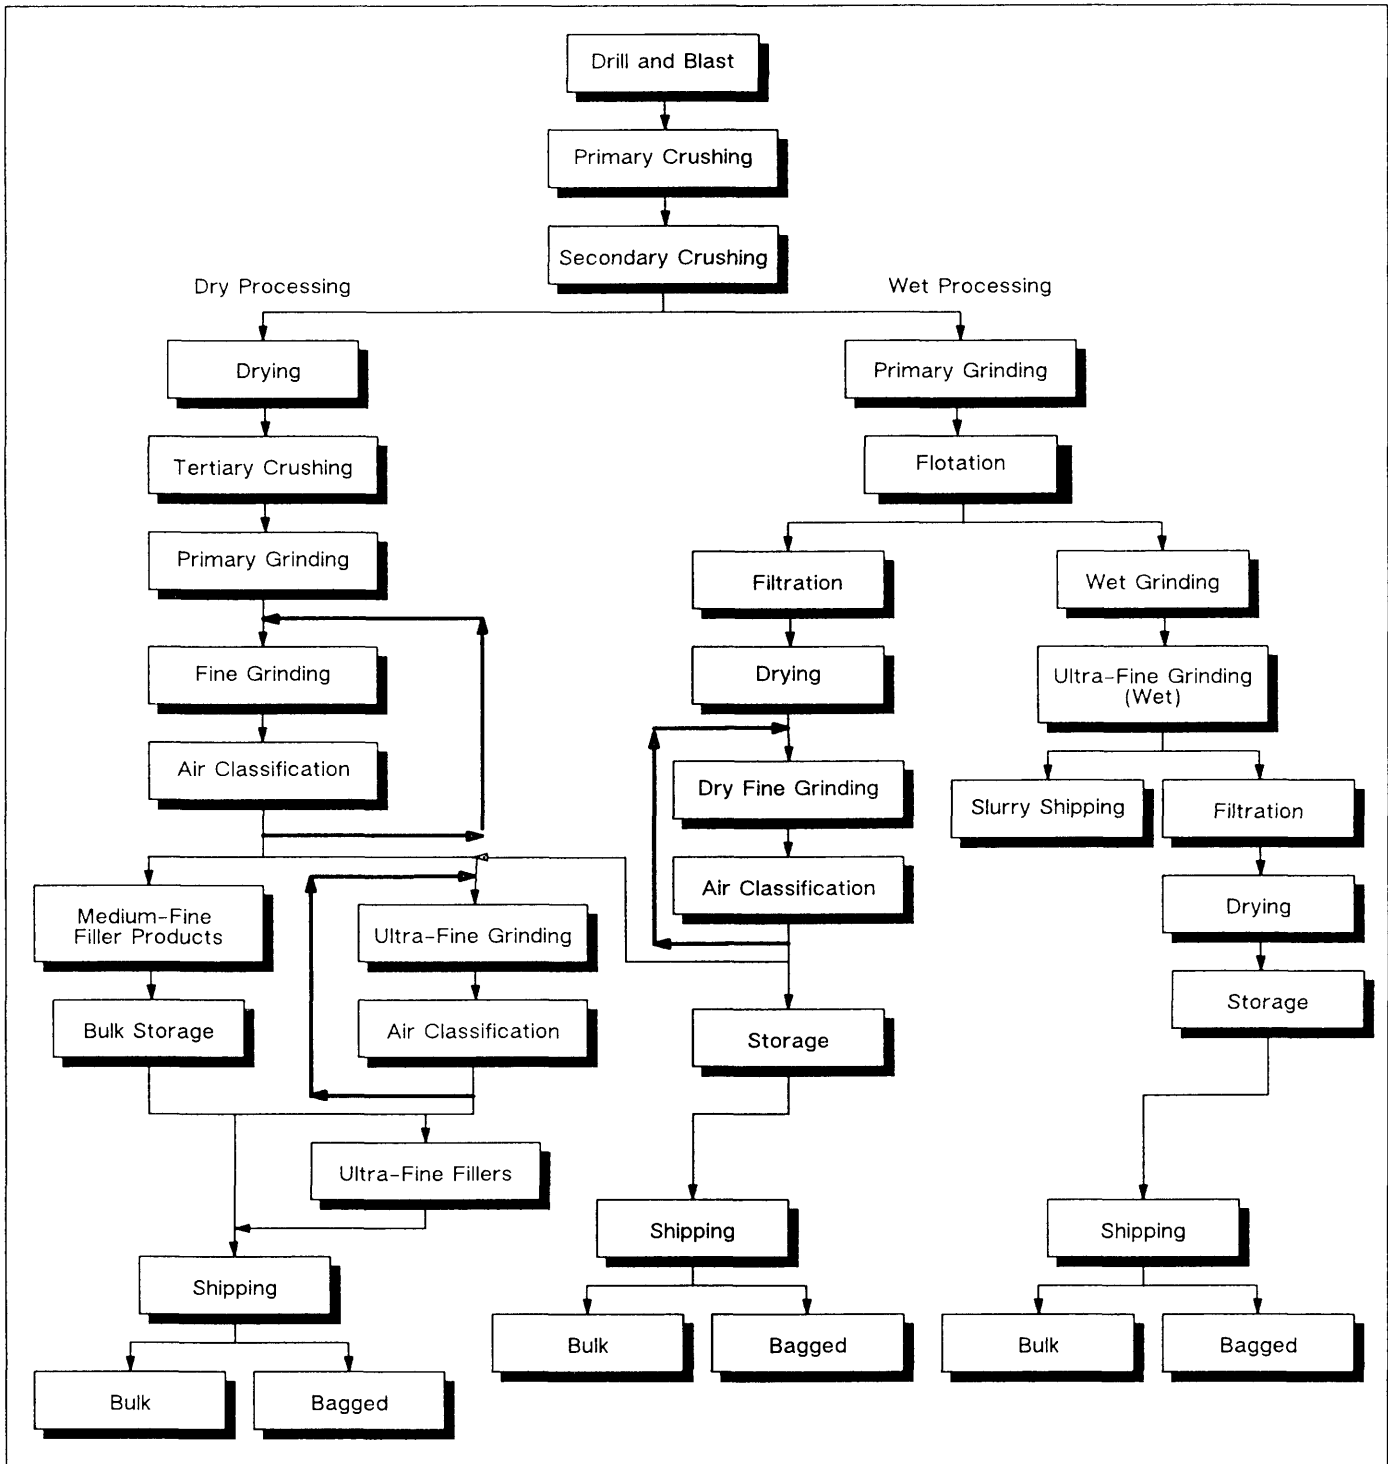 Drill and Blast
Primary Crushing
Secondary Crushing
Dry Processing
Wet Processing
Drying
Primary Grinding
Tertiary Crushing
Flotation
Primary Grinding
Filtration
Wet Grinding
Fine Grinding
Drying
Ultra-Fine Grinding
(Wet)
Air Classification
Dry Fine Grinding
Slurry Shipping
Filtration
Medium-Fine
Filler Products
Ultra-Fine Grinding
Air Classification
Drying
Bulk Storage
Air Classification
Storage
Storage
Ultra-Fine Fillers
Shipping
Shipping
Shipping
Bulk
Bagged
Bulk
Bagged
Bulk
Bagged